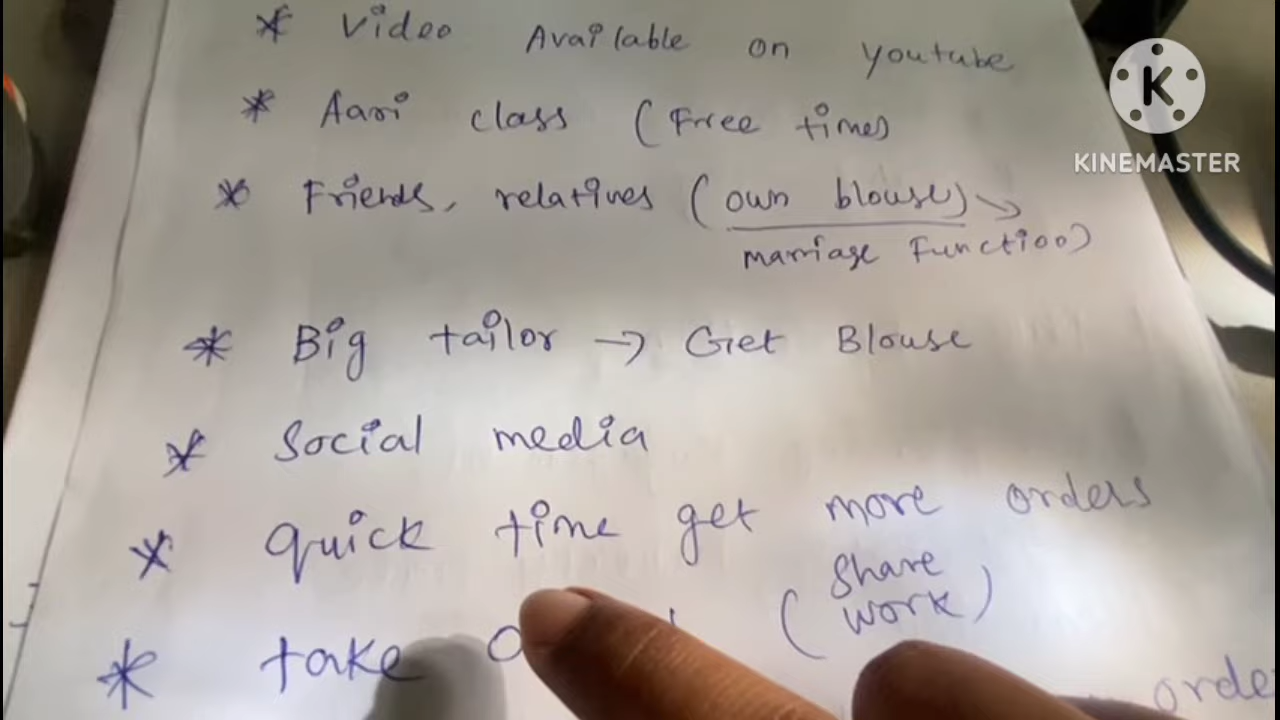 * Video Available on Youtube
* Aari class (Free times
* Friends, relatives (own blouse) →
marriage Function)
* Big tailor → Get Blouse
* Social media
* Quick time get more orders
* take (share
work)
KINEMASTER